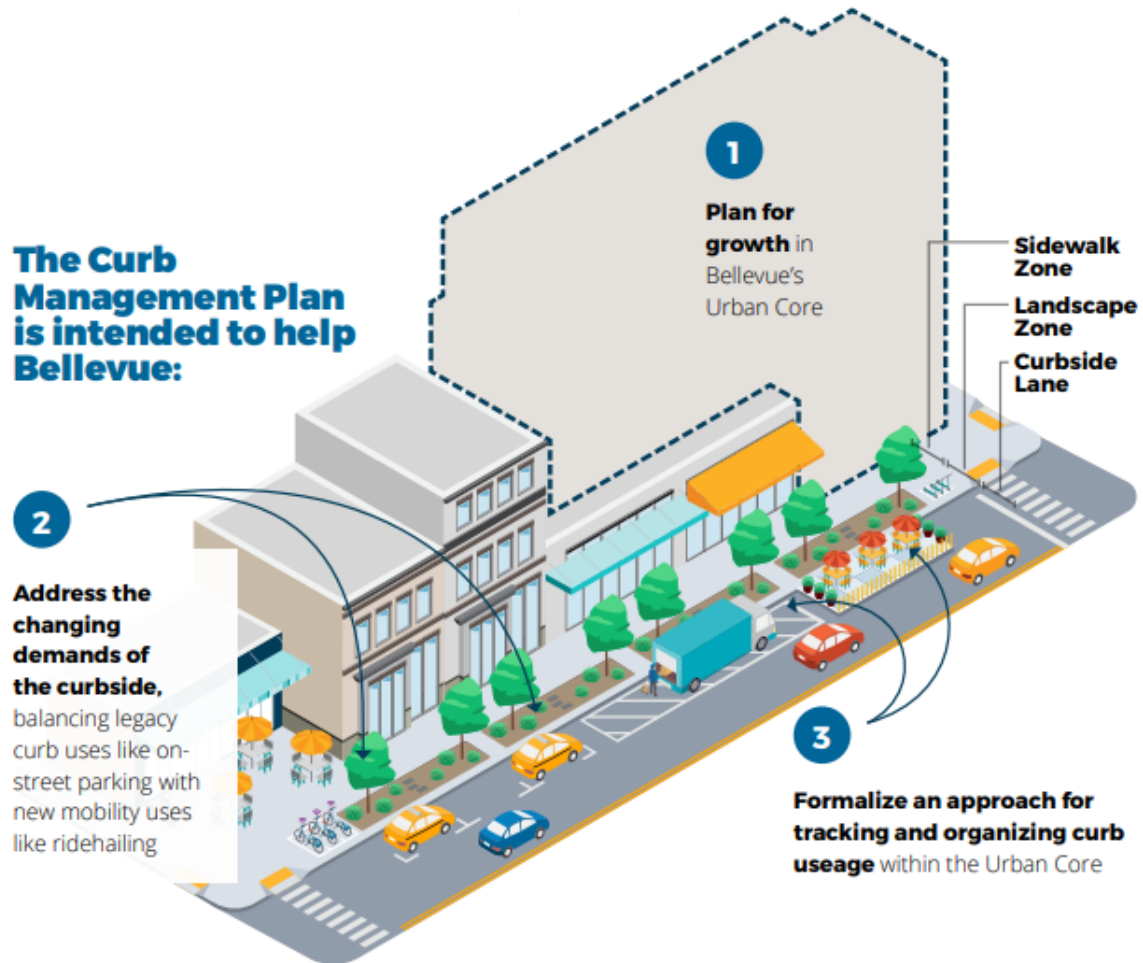 The Curb
Management Plan
is intended to help
Bellevue:
1
Plan for
growth in
Bellevue's
Urban Core
Sidewalk
Zone
Landscape
Zone
Curbside
Lane
2
Address the
changing
demands of
the curbside,
balancing legacy
curb uses like on-
street parking with
new mobility uses
like ridehailing
3
Formalize an approach for
tracking and organizing curb
useage within the Urban Core